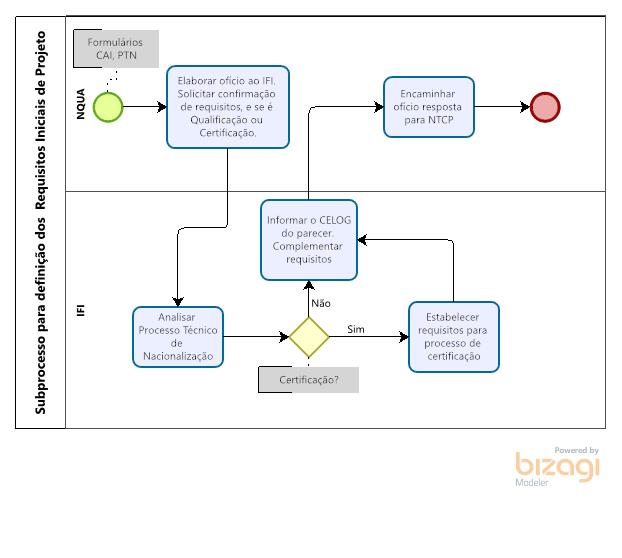 Subprocesso para definição dos Requisitos Iniciais de Projeto
NQUA
Formulários
CAI, PTN
Elaborar ofício ao IFI.
Solicitar confirmação
de requisitos, e se é
Qualificação ou
Certificação.
Encaminhar
ofício resposta
para NTCP
IFI
Informar o CELOG
do parecer.
Complementar
requisitos
Analisar
Processo Técnico
de
Nacionalização
Não
Sim
Certificação?
Estabelecer
requisitos para
processo de
certificação
Powered by
bizagi
Modeler